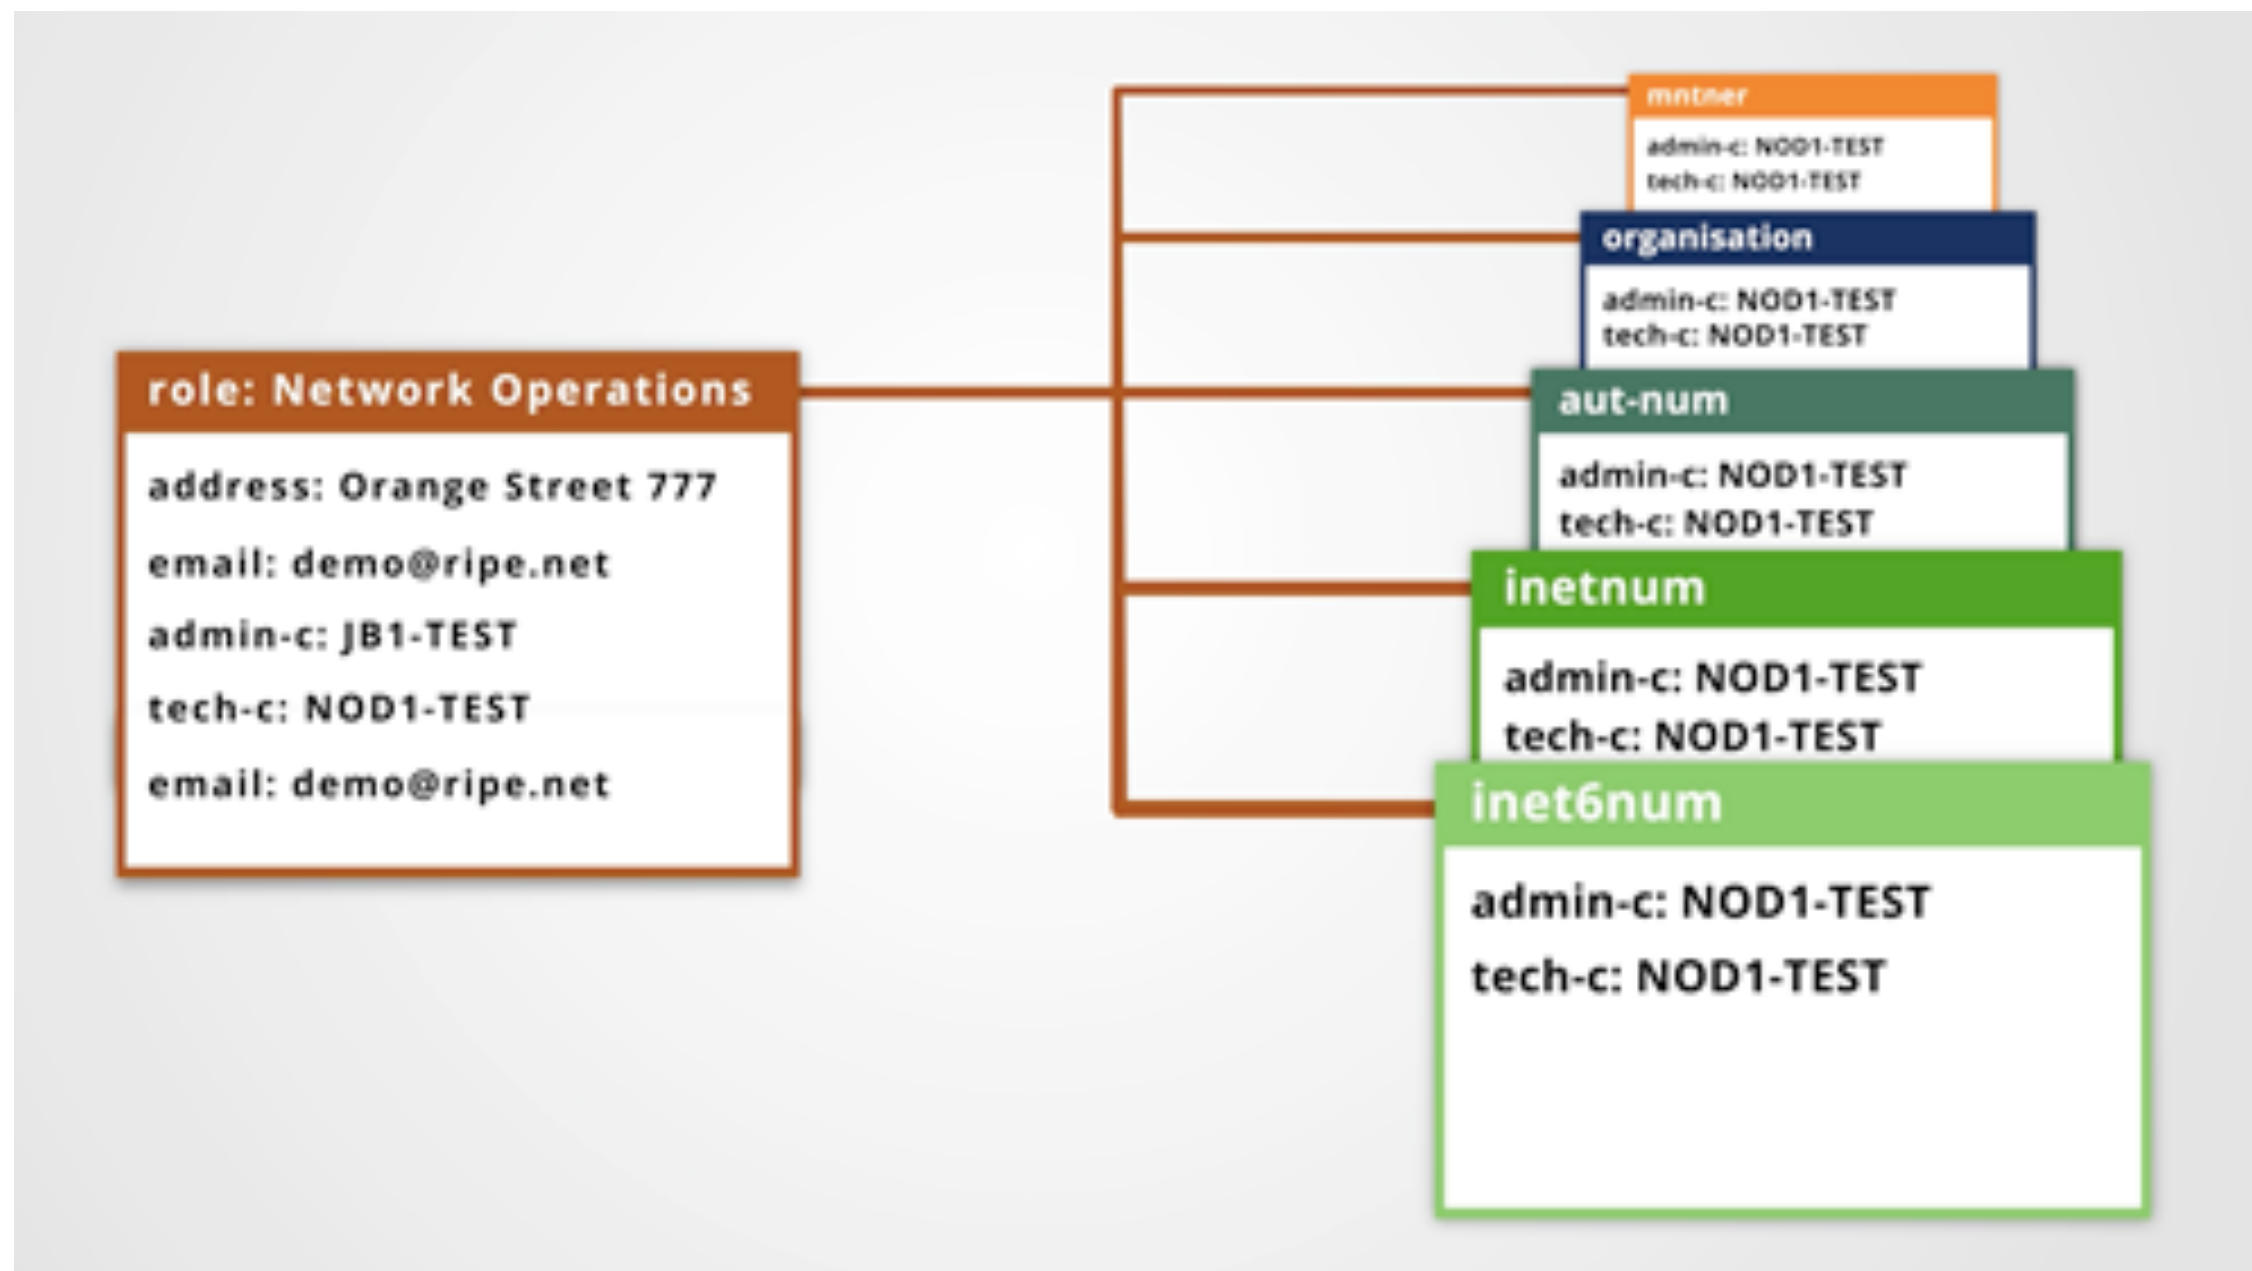 role: Network Operations
address: Orange Street 777
email: demo@ripe.net
admin-c: JB1-TEST
tech-c: NOD1-TEST
email: demo@ripe.net
mntner
admin-c: NOD1-TEST
tech-c: NOD1-TEST
organisation
admin-c: NOD1-TEST
tech-c: NOD1-TEST
aut-num
admin-c: NOD1-TEST
tech-c: NOD1-TEST
inetnum
admin-c: NOD1-TEST
tech-c: NOD1-TEST
inet6num
admin-c: NOD1-TEST
tech-c: NOD1-TEST